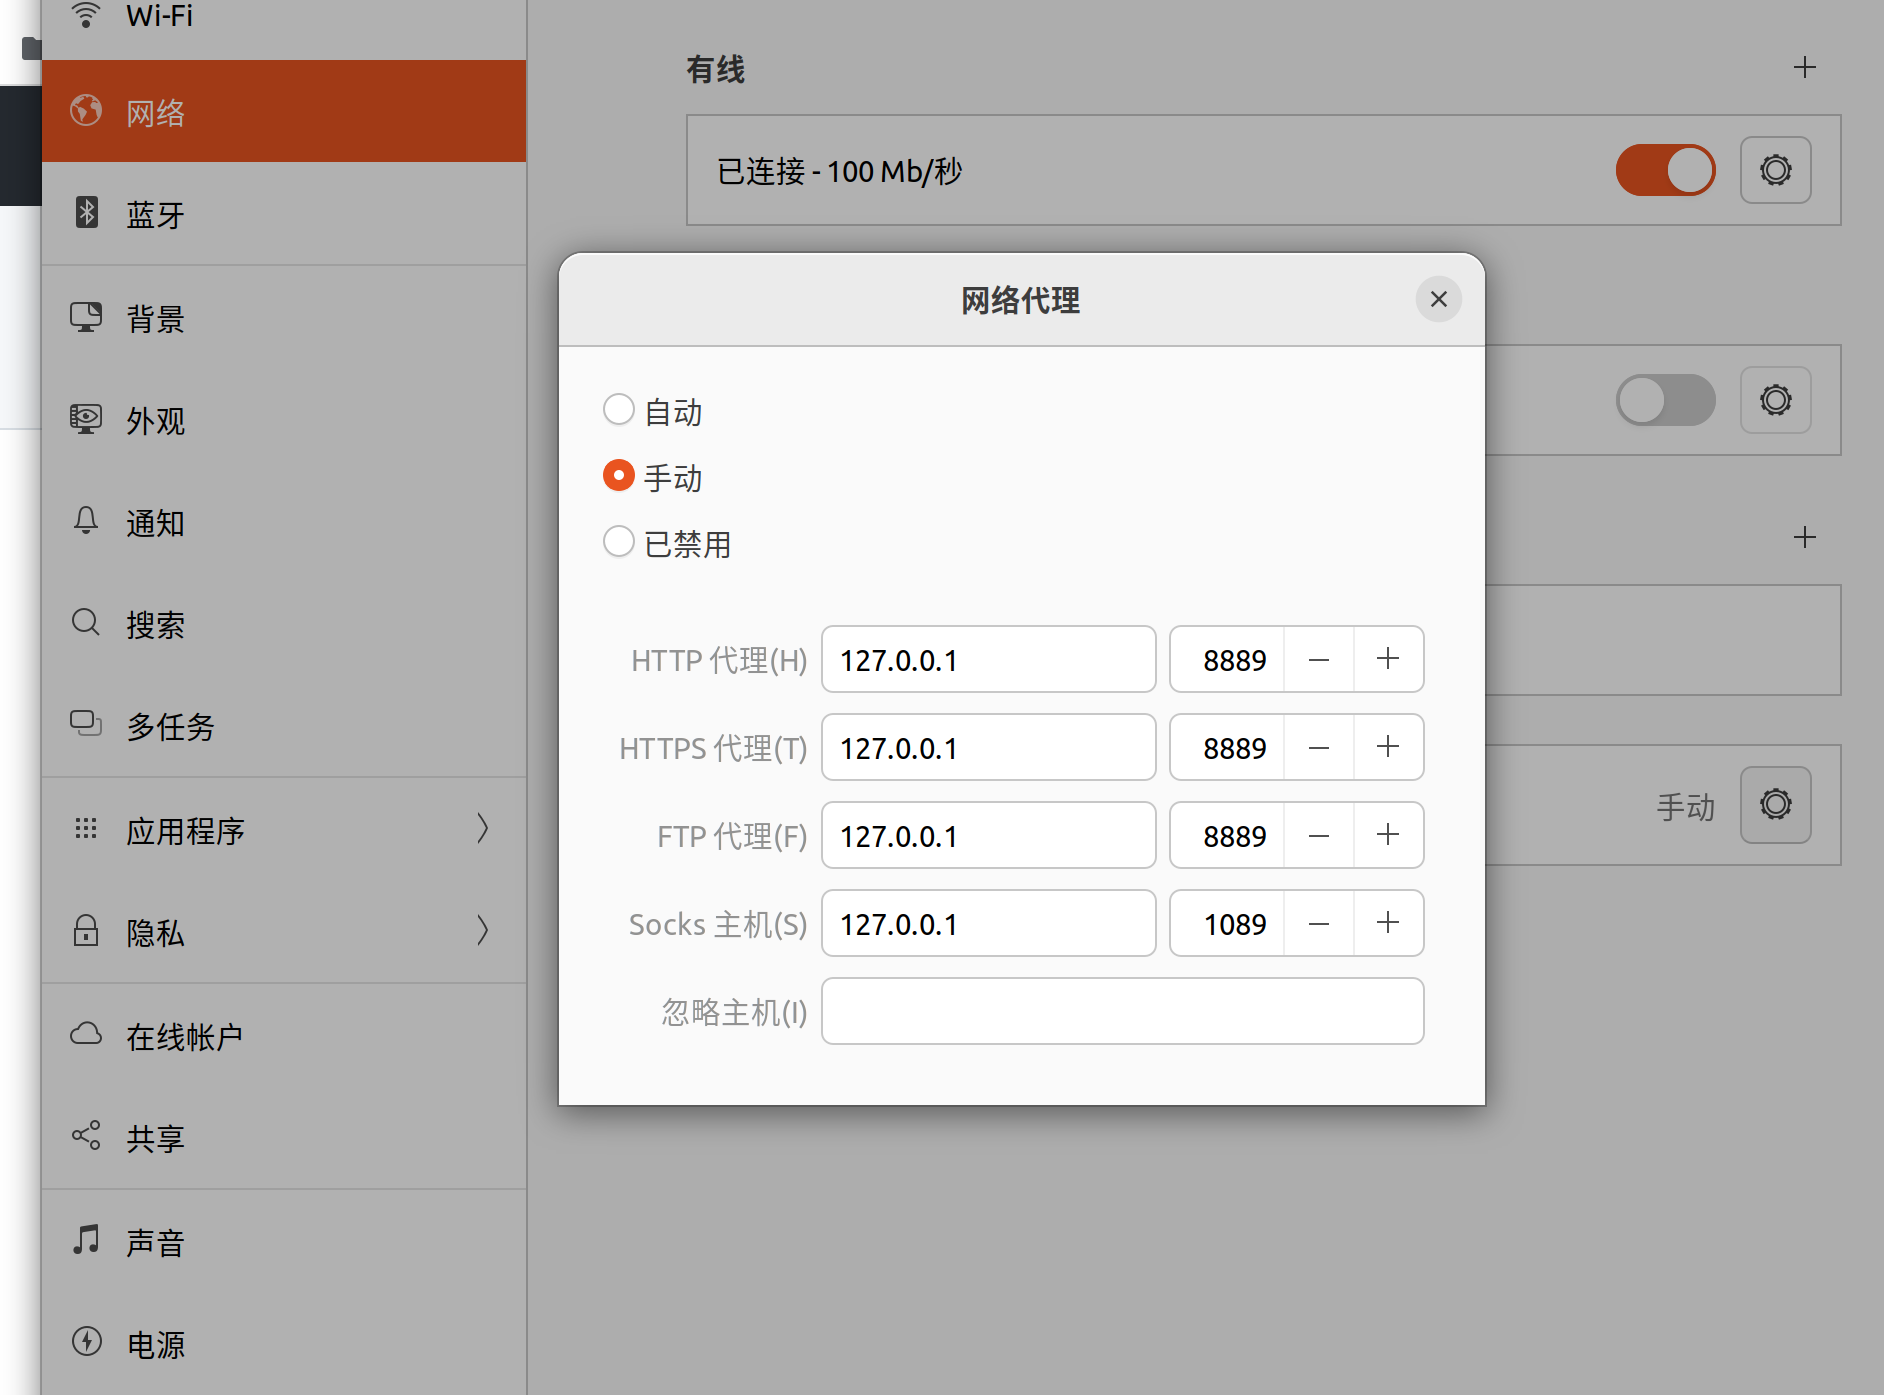 Wi-Fi
网络
蓝牙
背景
外观
通知
搜索
多任务
应用程序
隐私
在线帐户
共享
声音
电源
有线
已连接 - 100 Mb/秒
手动
网络代理
自动
手动
已禁用
HTTP 代理(H) 127.0.0.1 8889
HTTPS 代理(T) 127.0.0.1 8889
FTP 代理(F) 127.0.0.1 8889
Socks 主机(S) 127.0.0.1 1089
忽略主机(I)